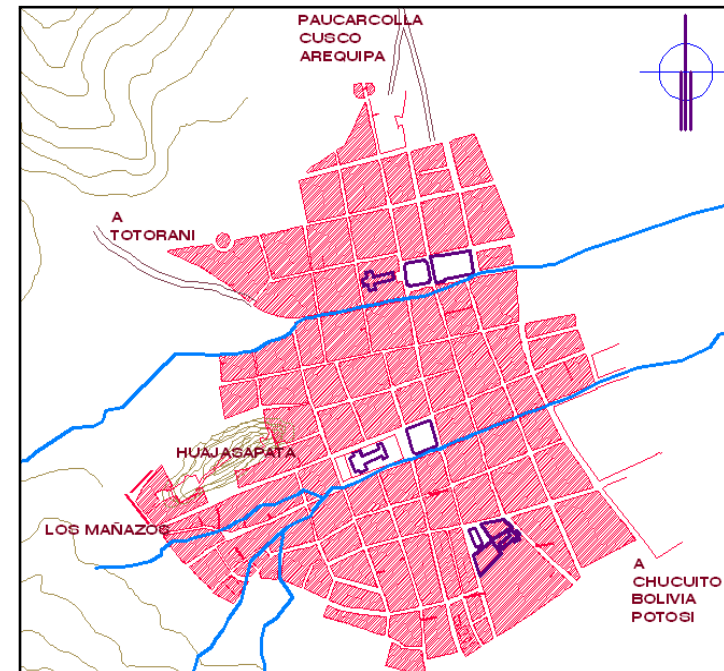 PAUCARCOLLA
CUSCO
AREQUIPA
A
TOTORANI
HUAJASAPATA
LOS MAÑAZOS
A
CHUCUITO
BOLIVIA
POTOSI